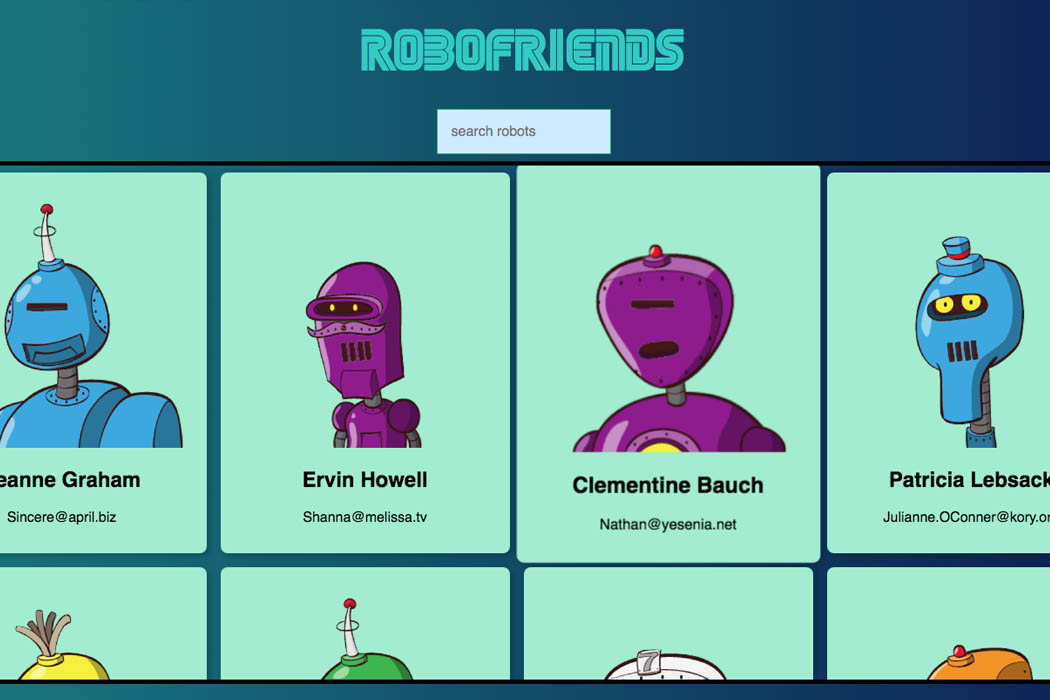 ROBOFRIENDS
search robots
eanne Graham
Ervin Howell
Clementine Bauch
Patricia Lebsack
Sincere@april.biz
Shanna@melissa.tv
Nathan@yesenia.net
Julianne.OConner@kory.or
7